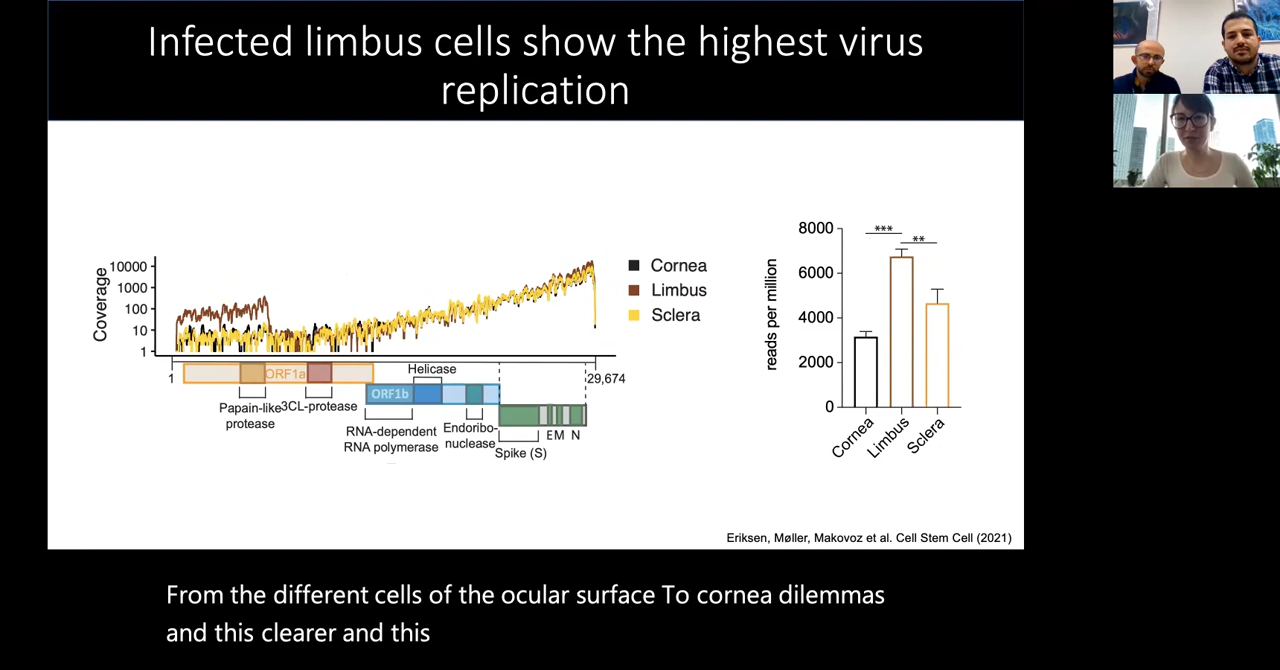 Infected limbus cells show the highest virus
replication
Coverage
10000
1000
100
10
1
Cornea
Limbus
Sclera
1
29,674
ORF1a
Helicase
ORF1b
Papain-like
protease
3CL-protease
RNA-dependent
RNA polymerase
Endoribo-
nuclease
Spike (S)
E M N
reads per million
8000
6000
4000
2000
0
***
**
Cornea
Limbus
Sclera
Eriksen, Møller, Makovoz et al. Cell Stem Cell (2021)
From the different cells of the ocular surface To cornea dilemmas
and this clearer and this